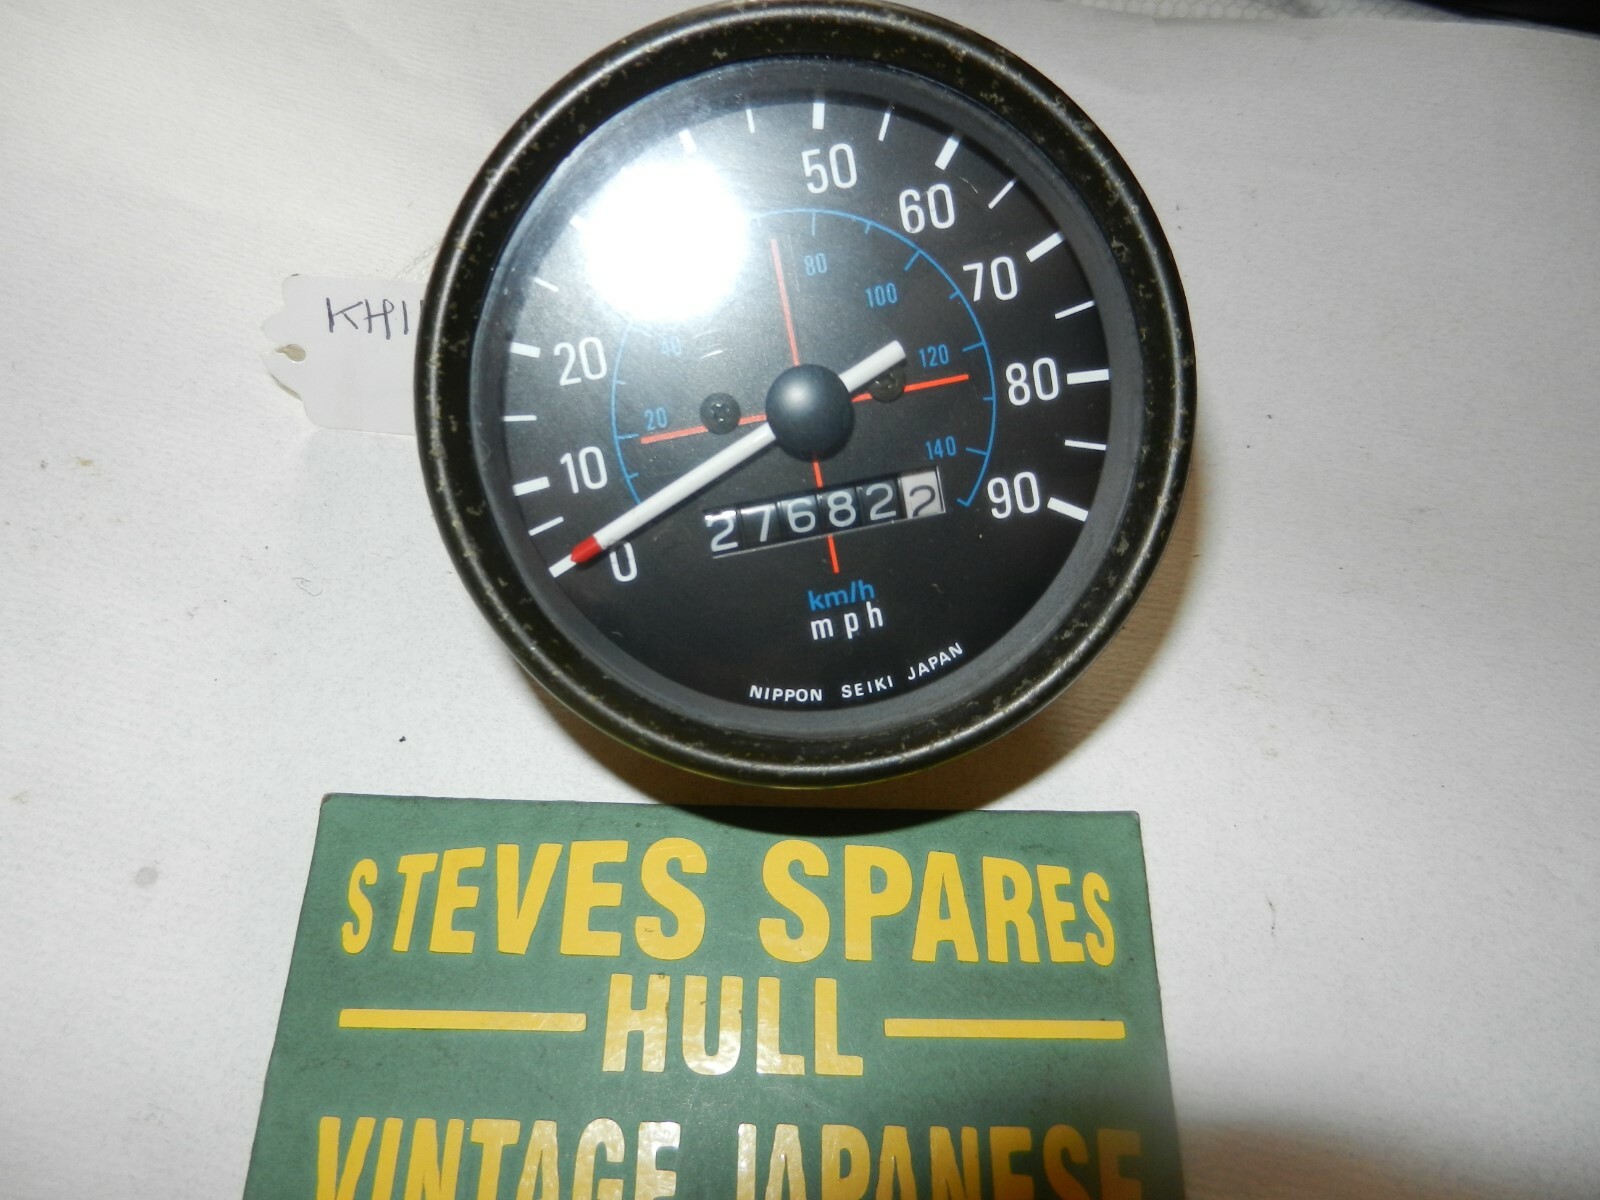 KH1
50
60
70
80
90
20
10
0
80
100
120
140
40
20
276822
km/h
mph
NIPPON SEIKI JAPAN
STEVES SPARES
HULL
VINTAGE JAPANESE